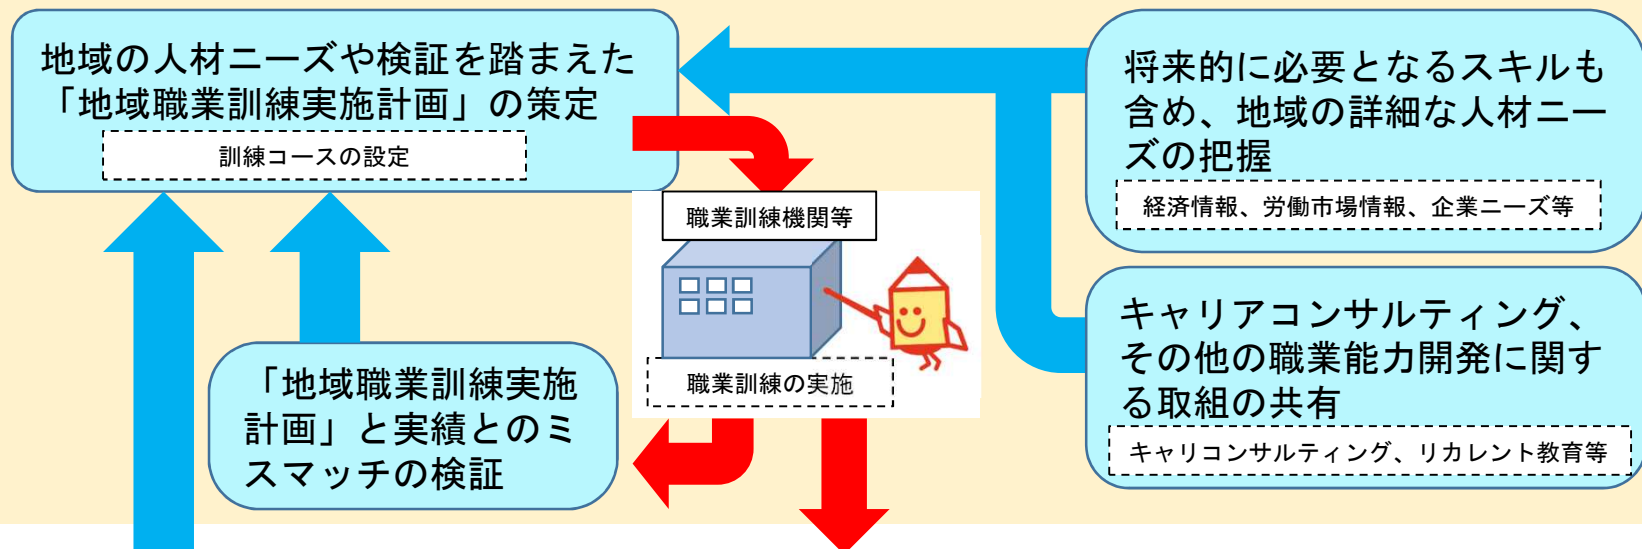 地域の人材ニーズや検証を踏まえた
「地域職業訓練実施計画」の策定
訓練コースの設定
将来的に必要となるスキルも
含め、地域の詳細な人材ニー
ズの把握
経済情報、労働市場情報、企業ニーズ等
職業訓練機関等
職業訓練の実施
キャリアコンサルティング、
その他の職業能力開発に関す
る取組の共有
キャリコンサルティング、リカレント教育等
「地域職業訓練実施
計画」と実績とのミ
スマッチの検証